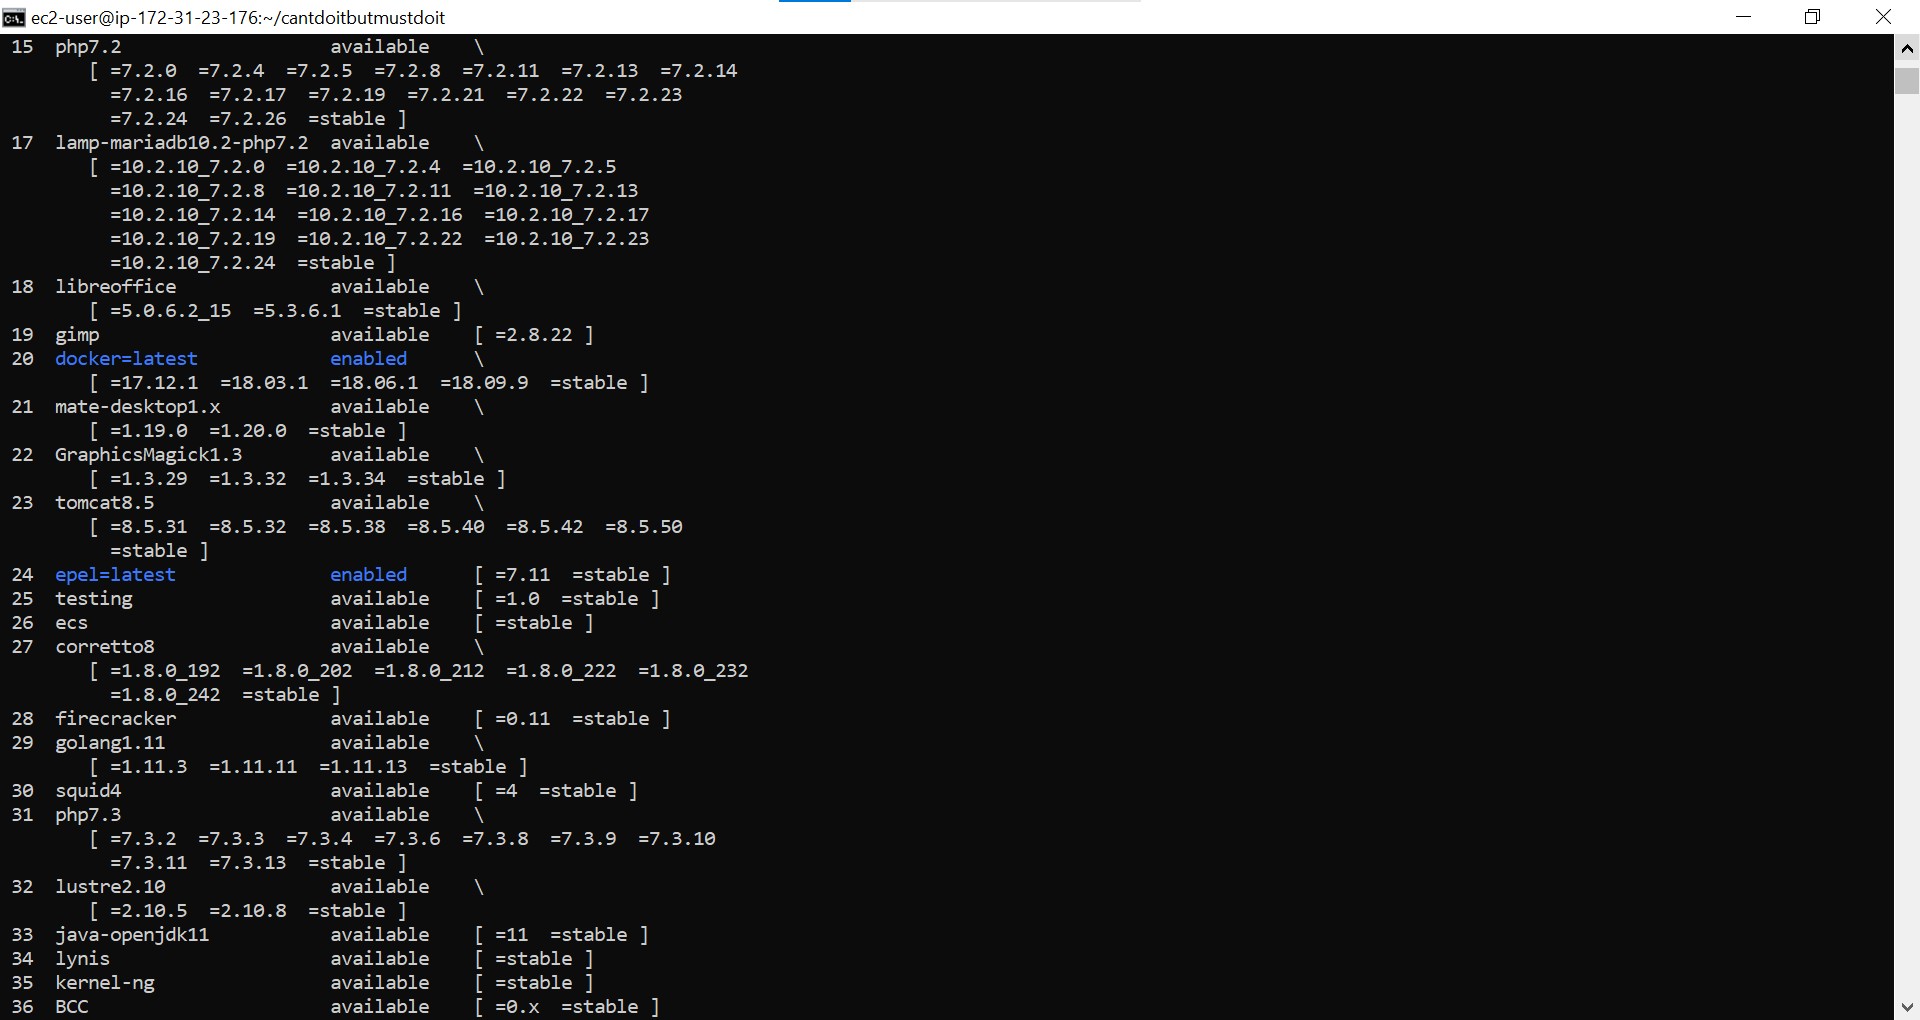 ec2-user@ip-172-31-23-176:~/cantdoitbutmustdoit
15  php7.2                   available    \
       [ =7.2.0  =7.2.4  =7.2.5  =7.2.8  =7.2.11  =7.2.13  =7.2.14
         =7.2.16  =7.2.17  =7.2.19  =7.2.21  =7.2.22  =7.2.23
         =7.2.24  =7.2.26  =stable ]
17  lamp-mariadb10.2-php7.2  available    \
       [ =10.2.10_7.2.0  =10.2.10_7.2.4  =10.2.10_7.2.5
         =10.2.10_7.2.8  =10.2.10_7.2.11  =10.2.10_7.2.13
         =10.2.10_7.2.14  =10.2.10_7.2.16  =10.2.10_7.2.17
         =10.2.10_7.2.19  =10.2.10_7.2.22  =10.2.10_7.2.23
         =10.2.10_7.2.24  =stable ]
18  libreoffice              available    \
       [ =5.0.6.2_15  =5.3.6.1  =stable ]
19  gimp                     available    [ =2.8.22 ]
20  docker=latest            enabled      \
       [ =17.12.1  =18.03.1  =18.06.1  =18.09.9  =stable ]
21  mate-desktop1.x          available    \
       [ =1.19.0  =1.20.0  =stable ]
22  GraphicsMagick1.3        available    \
       [ =1.3.29  =1.3.32  =1.3.34  =stable ]
23  tomcat8.5                available    \
       [ =8.5.31  =8.5.32  =8.5.38  =8.5.40  =8.5.42  =8.5.50
         =stable ]
24  epel=latest              enabled      [ =7.11  =stable ]
25  testing                  available    [ =1.0  =stable ]
26  ecs                      available    [ =stable ]
27  corretto8                available    \
       [ =1.8.0_192  =1.8.0_202  =1.8.0_212  =1.8.0_222  =1.8.0_232
         =1.8.0_242  =stable ]
28  firecracker              available    [ =0.11  =stable ]
29  golang1.11               available    \
       [ =1.11.3  =1.11.11  =1.11.13  =stable ]
30  squid4                   available    [ =4  =stable ]
31  php7.3                   available    \
       [ =7.3.2  =7.3.3  =7.3.4  =7.3.6  =7.3.8  =7.3.9  =7.3.10
         =7.3.11  =7.3.13  =stable ]
32  lustre2.10               available    \
       [ =2.10.5  =2.10.8  =stable ]
33  java-openjdk11           available    [ =11  =stable ]
34  lynis                    available    [ =stable ]
35  kernel-ng                available    [ =stable ]
36  BCC                      available    [ =0.x  =stable ]